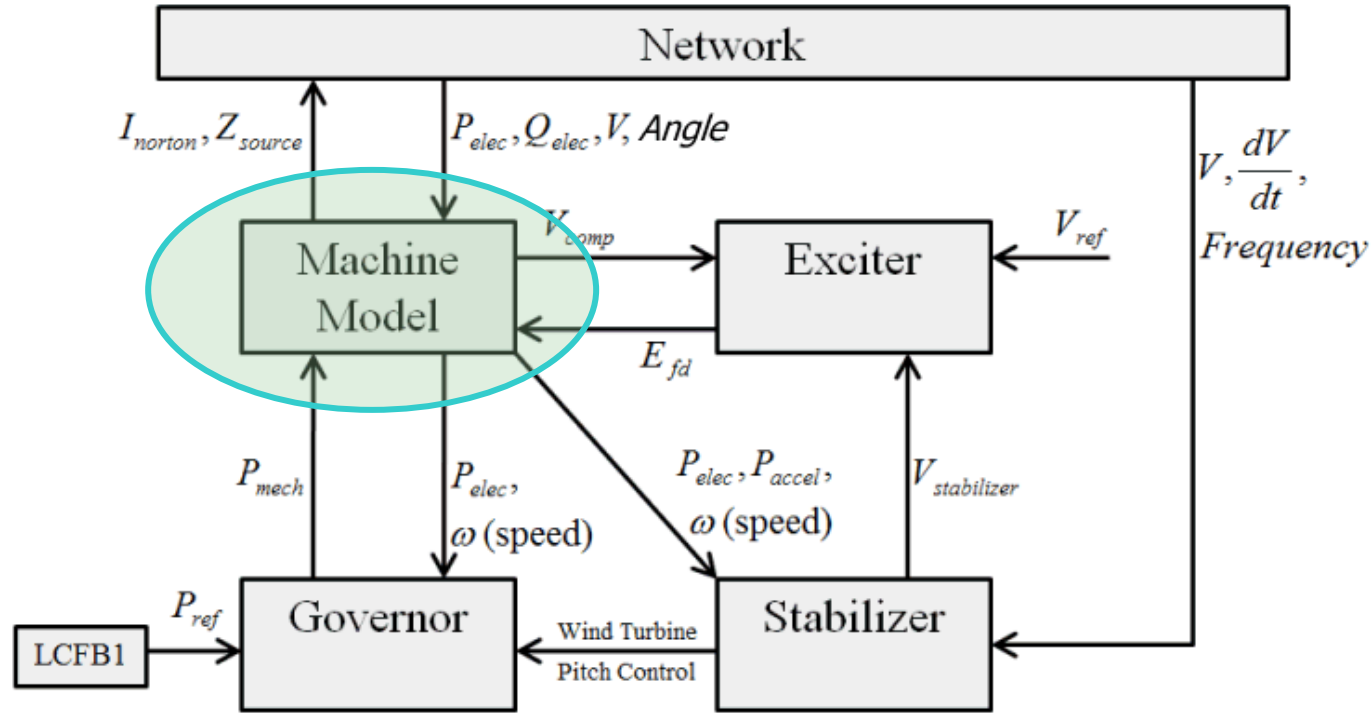 Network
I_norton, Z_source
P_elec, Q_elec, V, Angle
V, dV/dt,
Frequency
Machine
Model
V_comp
Exciter
V_ref
E_fd
P_mech
P_elec,
ω (speed)
P_elec, P_accel,
ω (speed)
V_stabilizer
P_ref
LCFB1
Governor
Wind Turbine
Pitch Control
Stabilizer